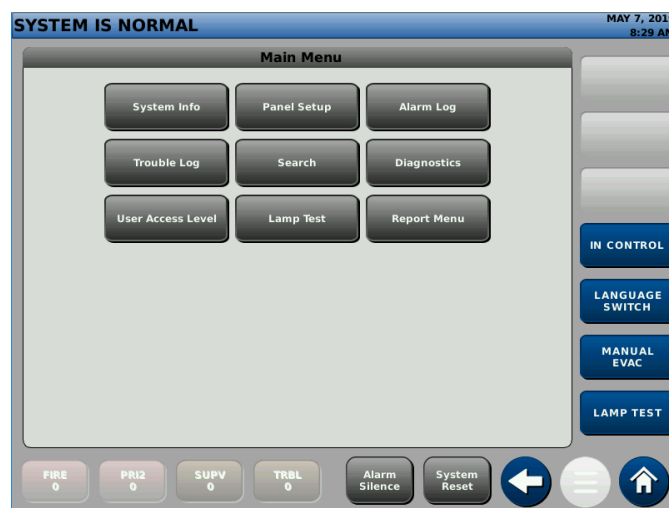 SYSTEM IS NORMAL
MAY 7, 201
8:29 AM
Main Menu
System Info
Panel Setup
Alarm Log
Trouble Log
Search
Diagnostics
User Access Level
Lamp Test
Report Menu
IN CONTROL
LANGUAGE
SWITCH
MANUAL
EVAC
LAMP TEST
FIRE
0
PRI2
0
SUPV
0
TRBL
0
Alarm
Silence
System
Reset